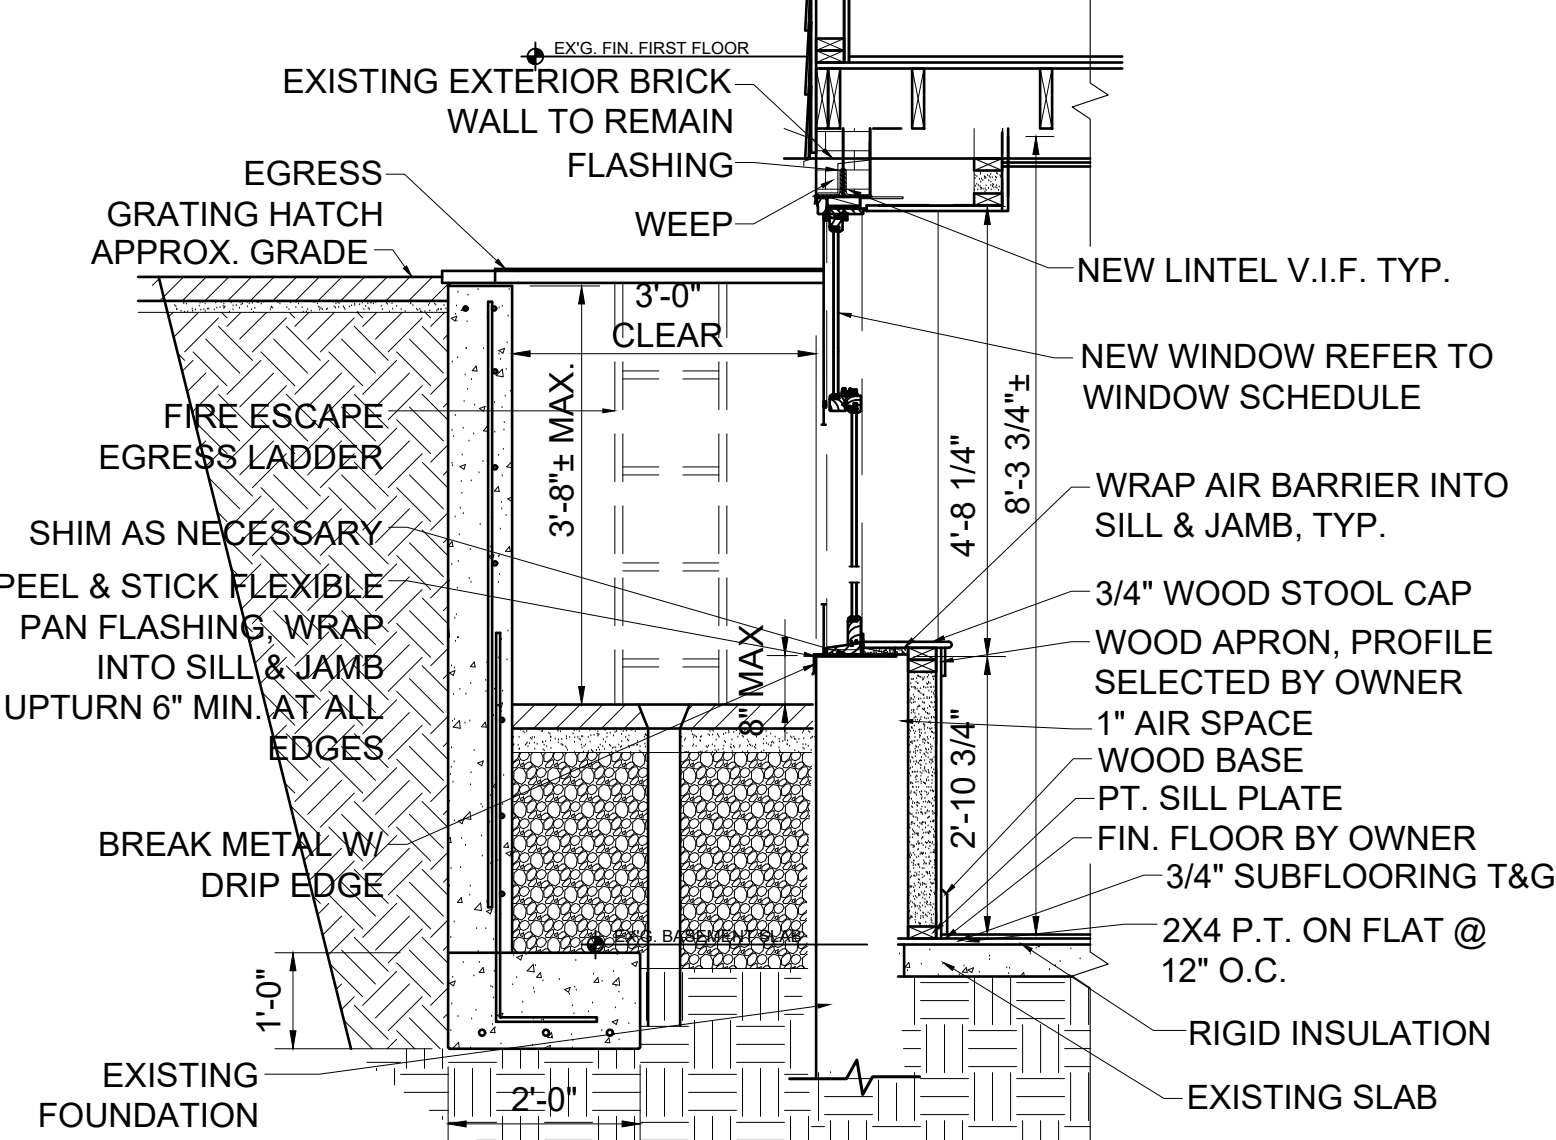 EX'G. FIN. FIRST FLOOR
EXISTING EXTERIOR BRICK
WALL TO REMAIN
FLASHING
WEEP
EGRESS
GRATING HATCH
APPROX. GRADE
3'-0"
CLEAR
3'-8"± MAX.
FIRE ESCAPE
EGRESS LADDER
SHIM AS NECESSARY
PEEL & STICK FLEXIBLE
PAN FLASHING, WRAP
INTO SILL & JAMB
UPTURN 6" MIN. AT ALL
EDGES
8" MAX
BREAK METAL W/
DRIP EDGE
EX'G. BASEMENT SLAB
1'-0"
EXISTING
FOUNDATION
2'-0"
NEW LINTEL V.I.F. TYP.
NEW WINDOW REFER TO
WINDOW SCHEDULE
4'-8 1/4"
8'-3 3/4"±
WRAP AIR BARRIER INTO
SILL & JAMB, TYP.
3/4" WOOD STOOL CAP
WOOD APRON, PROFILE
SELECTED BY OWNER
1" AIR SPACE
2'-10 3/4"
WOOD BASE
PT. SILL PLATE
FIN. FLOOR BY OWNER
3/4" SUBFLOORING T&G
2X4 P.T. ON FLAT @
12" O.C.
RIGID INSULATION
EXISTING SLAB